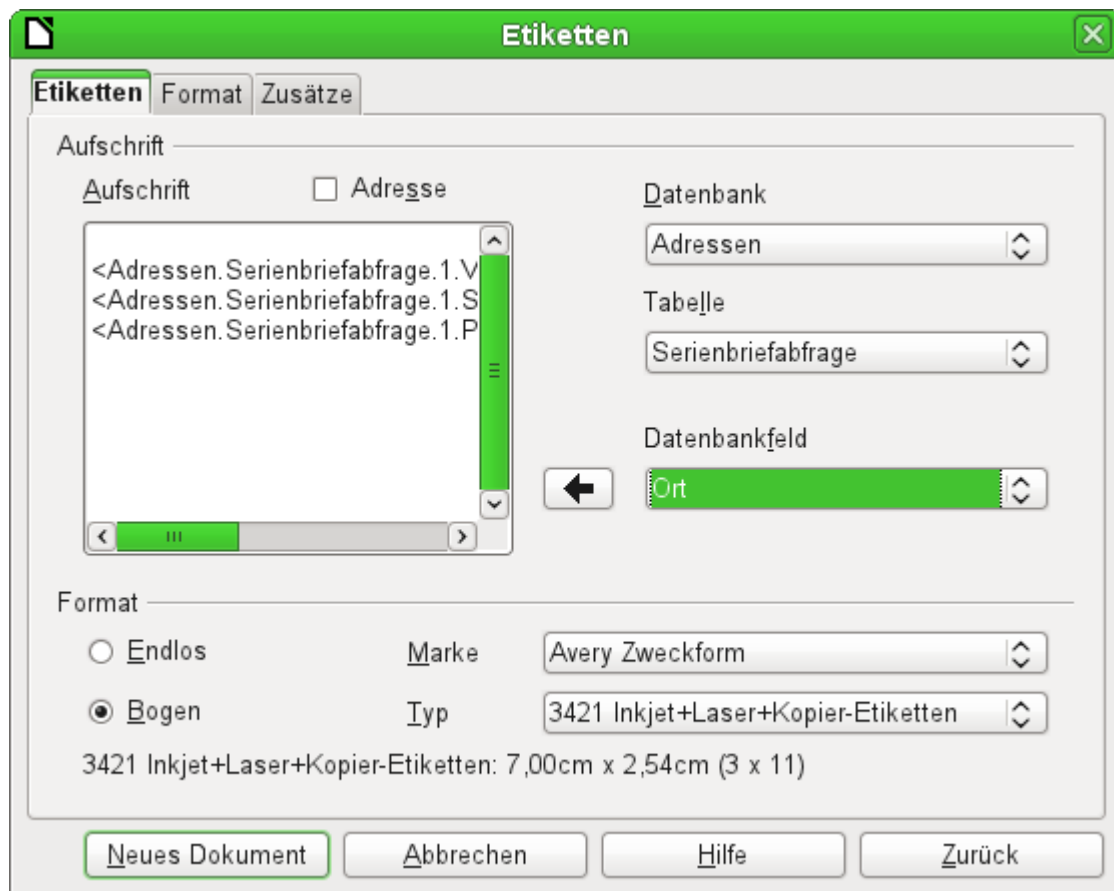 Etiketten
Etiketten Format Zusätze
Aufschrift
Aufschrift Adresse
<Adressen.Serienbriefabfrage.1.V
<Adressen.Serienbriefabfrage.1.S
<Adressen.Serienbriefabfrage.1.P
Datenbank
Adressen
Tabelle
Serienbriefabfrage
Datenbankfeld
Ort
Format
Endlos Marke Avery Zweckform
Bogen Typ 3421 Inkjet+Laser+Kopier-Etiketten
3421 Inkjet+Laser+Kopier-Etiketten: 7,00cm x 2,54cm (3 x 11)
Neues Dokument Abbrechen Hilfe Zurück